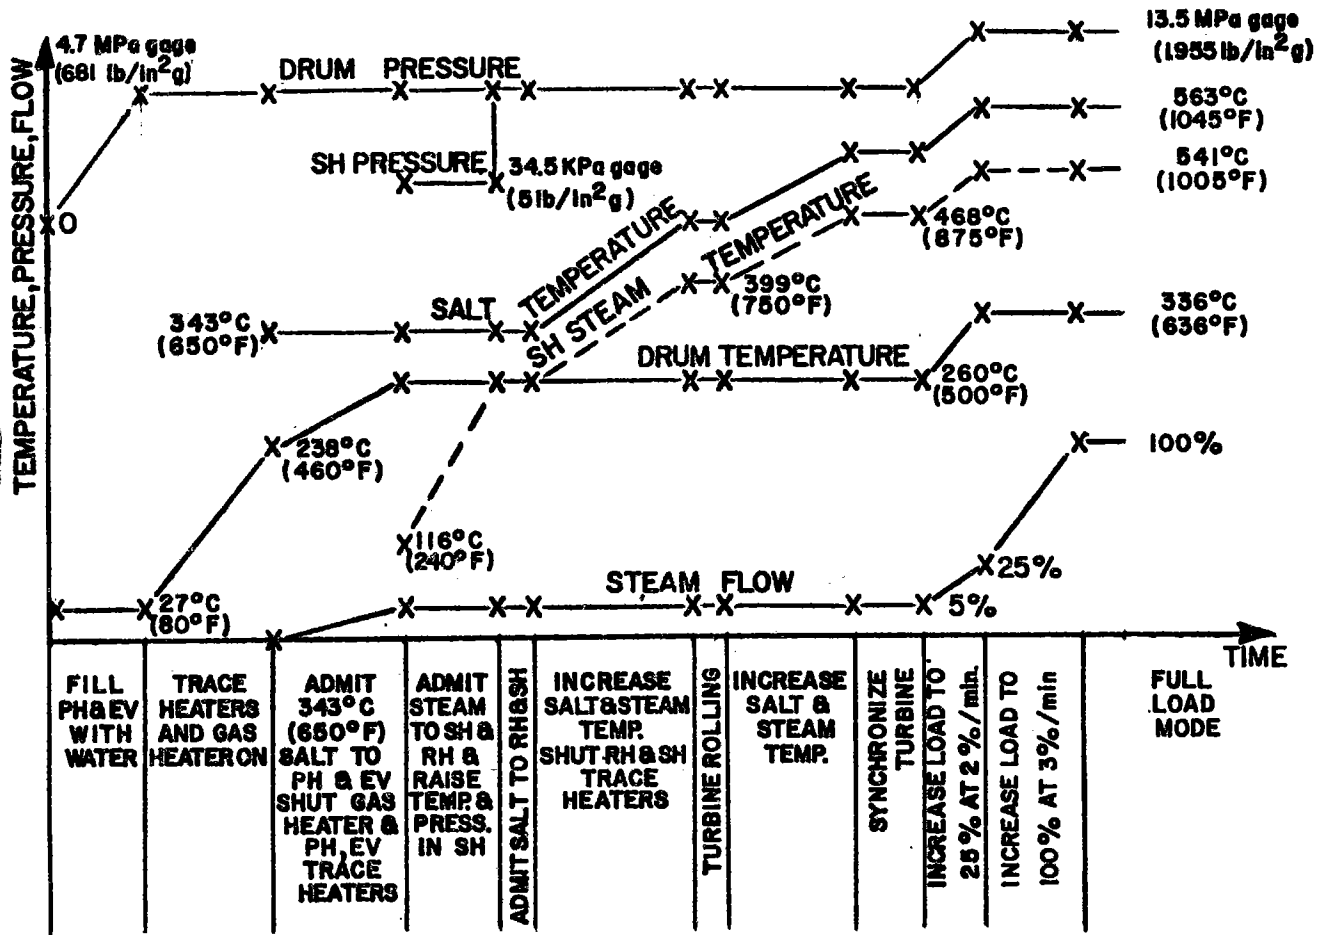 TEMPERATURE, PRESSURE, FLOW
4.7 MPa gage
(681 lb/in²g)
DRUM PRESSURE
13.5 MPa gage
(1955 lb/in²g)
563°C
(1045°F)
SH PRESSURE
34.5 KPa gage
(5lb/in²g)
541°C
(1005°F)
0
TEMPERATURE
TEMPERATURE
468°C
(875°F)
343°C
(650°F)
SALT
SH STEAM
399°C
(750°F)
336°C
(636°F)
DRUM TEMPERATURE
260°C
(500°F)
238°C
(460°F)
100%
116°C
(240°F)
27°C
(80°F)
STEAM FLOW
5%
25%
TIME
FILL
PH&EV
WITH
WATER
TRACE
HEATERS
AND GAS
HEATER ON
ADMIT
343°C
(650°F)
SALT TO
PH & EV
SHUT GAS
HEATER &
PH, EV
TRACE
HEATERS
ADMIT
STEAM
TO SH &
RH &
RAISE
TEMP. &
PRESS.
IN SH
ADMIT SALT TO RH&SH
INCREASE
SALT&STEAM
TEMP.
SHUT RH & SH
TRACE
HEATERS
TURBINE ROLLING
INCREASE
SALT &
STEAM
TEMP.
SYNCHRONIZE
TURBINE
INCREASE LOAD TO
25% AT 2%/min.
INCREASE LOAD TO
100% AT 3%/min
FULL
LOAD
MODE